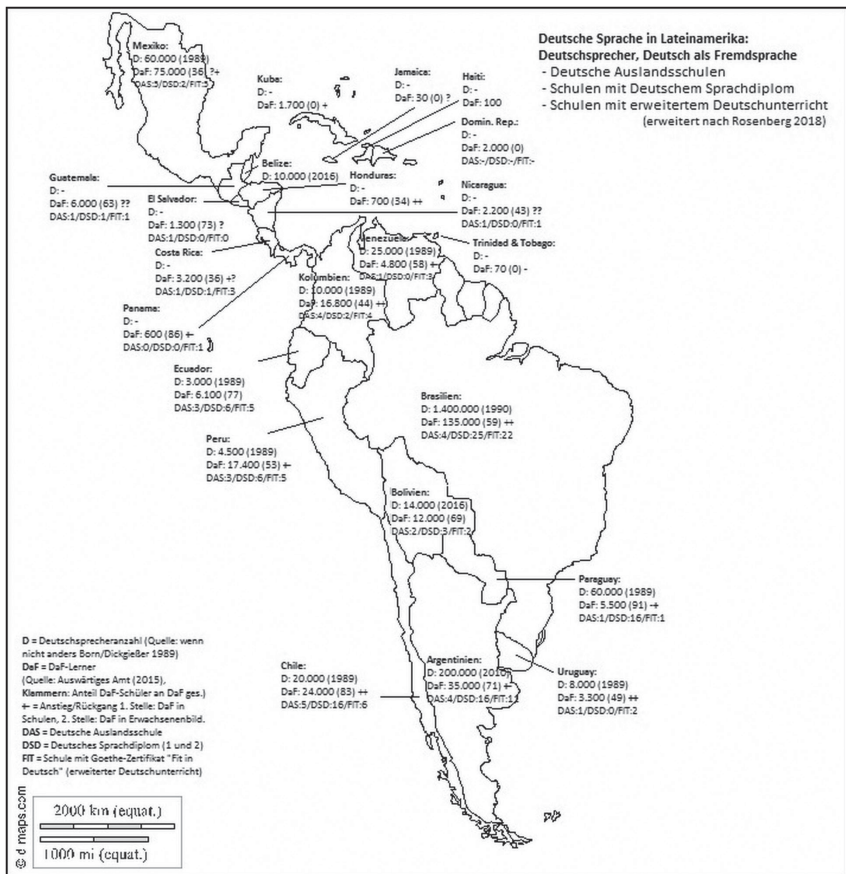 Deutsche Sprache in Lateinamerika:
Deutschsprecher, Deutsch als Fremdsprache
- Deutsche Auslandsschulen
- Schulen mit Deutschem Sprachdiplom
- Schulen mit erweitertem Deutschunterricht
(erweitert nach Rosenberg 2018)
Mexiko:
D: 60.000 (1989)
DaF: 75.000 (36) ?+
DAS:5/DSD:2/FIT:5
Kuba:
D: -
DaF: 1.700 (0) +
Jamaica:
D: -
DaF: 30 (0) ?
Haiti:
D: -
DaF: 100
Domin. Rep.:
D: -
DaF: 2.000 (0)
DAS:-/DSD:-/FIT:-
Belize:
D: 10.000 (2016)
Honduras:
D: -
DaF: 700 (34) ++
Guatemala:
D: -
DaF: 6.000 (63) ??
DAS:1/DSD:1/FIT:1
El Salvador:
D: -
DaF: 1.300 (73) ?
DAS:1/DSD:0/FIT:0
Nicaragua:
D: -
DaF: 2.200 (43) ??
DAS:1/DSD:0/FIT:1
Costa Rica:
D: -
DaF: 3.200 (36) +?
DAS:1/DSD:1/FIT:3
Venezuela:
D: 25.000 (1989)
DaF: 4.800 (58) +
DAS:1/DSD:0/FIT:3
Trinidad & Tobago:
D: -
DaF: 70 (0) -
Kolumbien:
D: 10.000 (1989)
DaF: 16.800 (44) ++
DAS:4/DSD:2/FIT:4
Panama:
D: -
DaF: 600 (86) +-
DAS:0/DSD:0/FIT:1
Ecuador:
D: 3.000 (1989)
DaF: 6.100 (77)
DAS:3/DSD:6/FIT:5
Brasilien:
D: 1.400.000 (1990)
DaF: 135.000 (59) ++
DAS:4/DSD:25/FIT:22
Peru:
D: 4.500 (1989)
DaF: 17.400 (53) +-
DAS:3/DSD:6/FIT:5
Bolivien:
D: 14.000 (2016)
DaF: 12.000 (69)
DAS:2/DSD:3/FIT:2
Paraguay:
D: 60.000 (1989)
DaF: 5.500 (91) -+
DAS:1/DSD:16/FIT:1
Chile:
D: 20.000 (1989)
DaF: 24.000 (83) ++
DAS:5/DSD:16/FIT:6
Argentinien:
D: 200.000 (2010)
DaF: 35.000 (71) +-
DAS:4/DSD:16/FIT:11
Uruguay:
D: 8.000 (1989)
DaF: 3.300 (49) ++
DAS:1/DSD:0/FIT:2
D = Deutschsprecheranzahl (Quelle: wenn
nicht anders Born/Dickgießer 1989)
DaF = DaF-Lerner
(Quelle: Auswärtiges Amt (2015),
Klammern: Anteil DaF-Schüler an DaF ges.)
+- = Anstieg/Rückgang 1. Stelle: DaF in
Schulen, 2. Stelle: DaF in Erwachsenenbild.
DAS = Deutsche Auslandsschule
DSD = Deutsches Sprachdiplom (1 und 2)
FIT = Schule mit Goethe-Zertifikat "Fit in
Deutsch" (erweiterter Deutschunterricht)
2000 km (equat.)
1000 mi (equat.)
© d maps.com